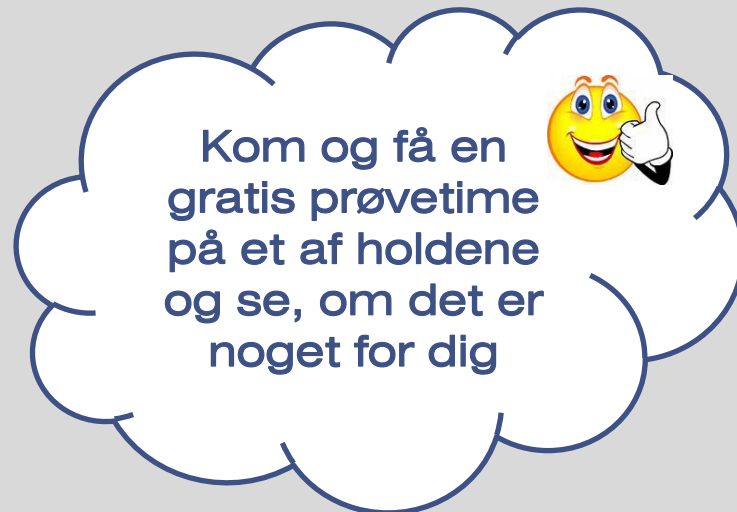 Kom og få en
gratis prøvetime
på et af holdene
og se, om det er
noget for dig